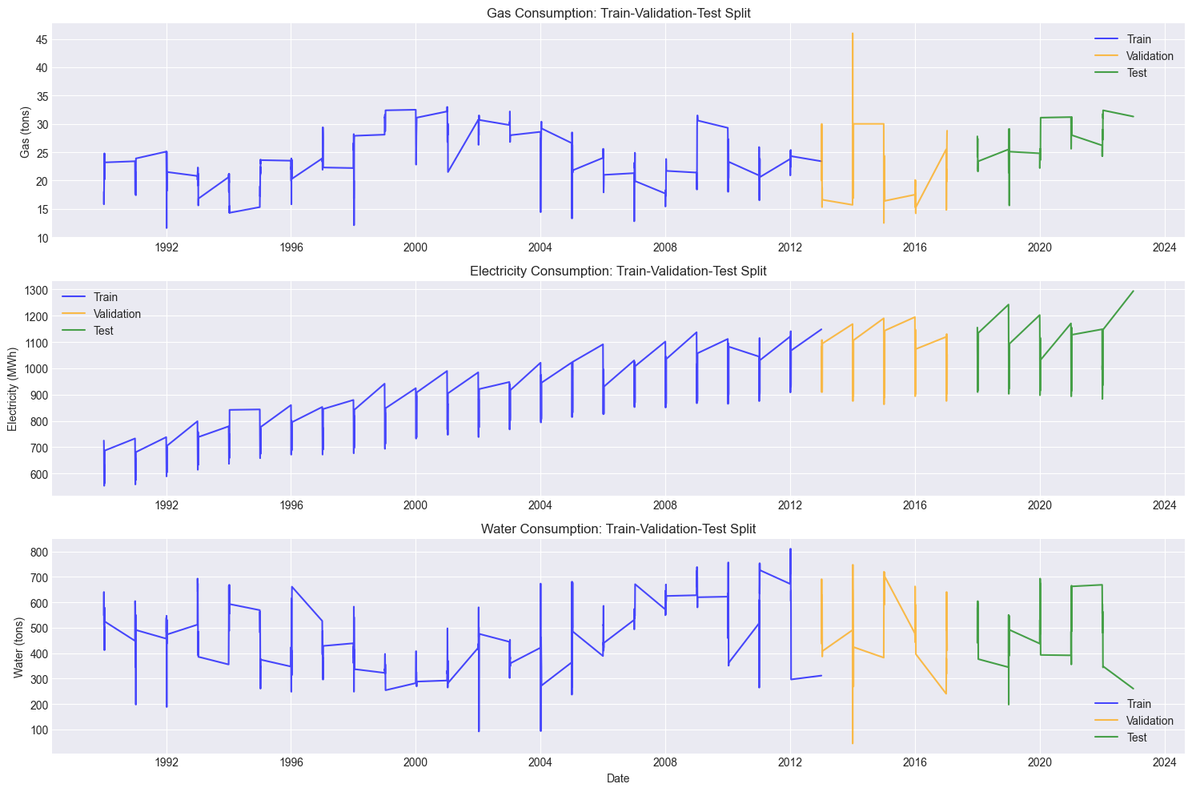 Gas Consumption: Train-Validation-Test Split
Gas (tons)
45
40
35
30
25
20
15
10
Train
Validation
Test
1992 1996 2000 2004 2008 2012 2016 2020 2024
Electricity Consumption: Train-Validation-Test Split
Electricity (MWh)
1300
1200
1100
1000
900
800
700
600
Train
Validation
Test
1992 1996 2000 2004 2008 2012 2016 2020 2024
Water Consumption: Train-Validation-Test Split
Water (tons)
800
700
600
500
400
300
200
100
Train
Validation
Test
1992 1996 2000 2004 2008 2012 2016 2020 2024
Date